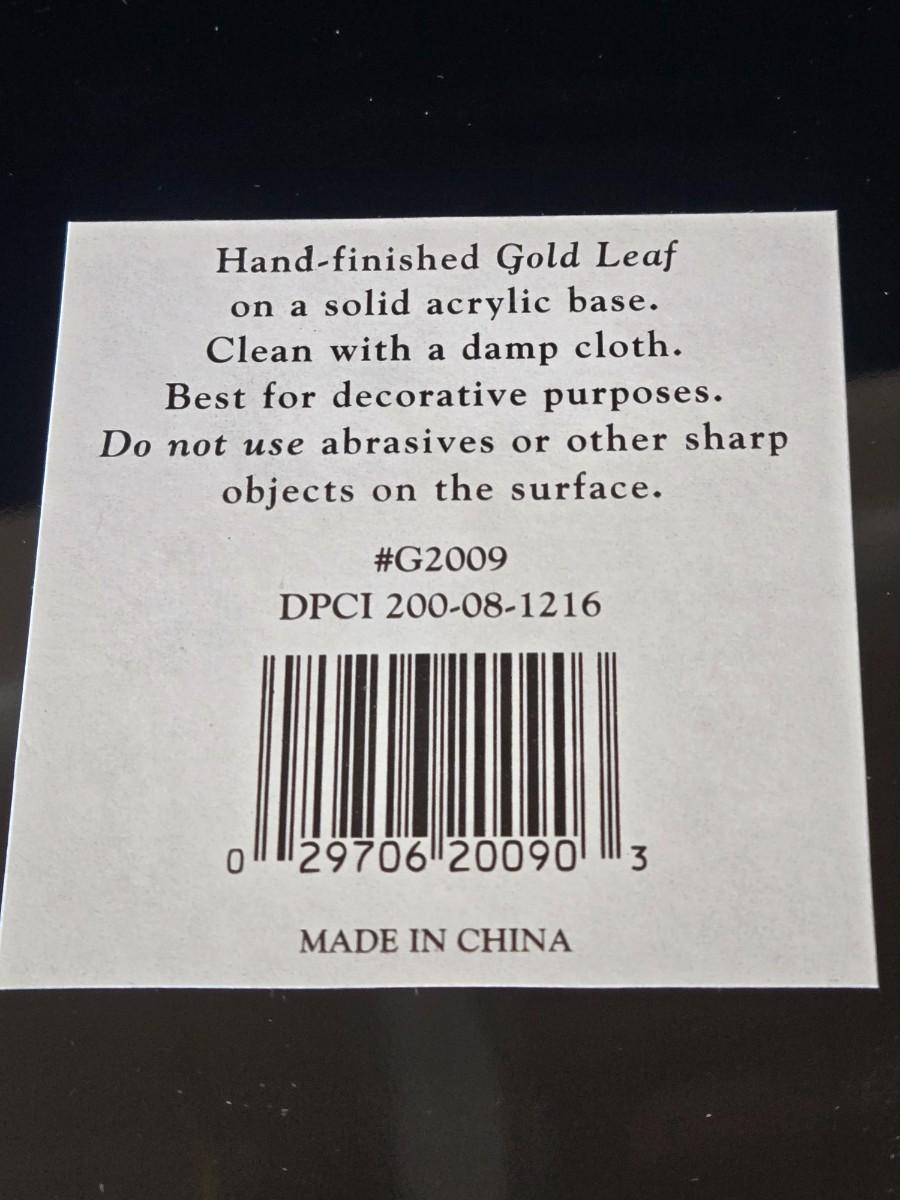 Hand-finished Gold Leaf
on a solid acrylic base.
Clean with a damp cloth.
Best for decorative purposes.
Do not use abrasives or other sharp
objects on the surface.
#G2009
DPCI 200-08-1216
0 29706 20090 3
MADE IN CHINA